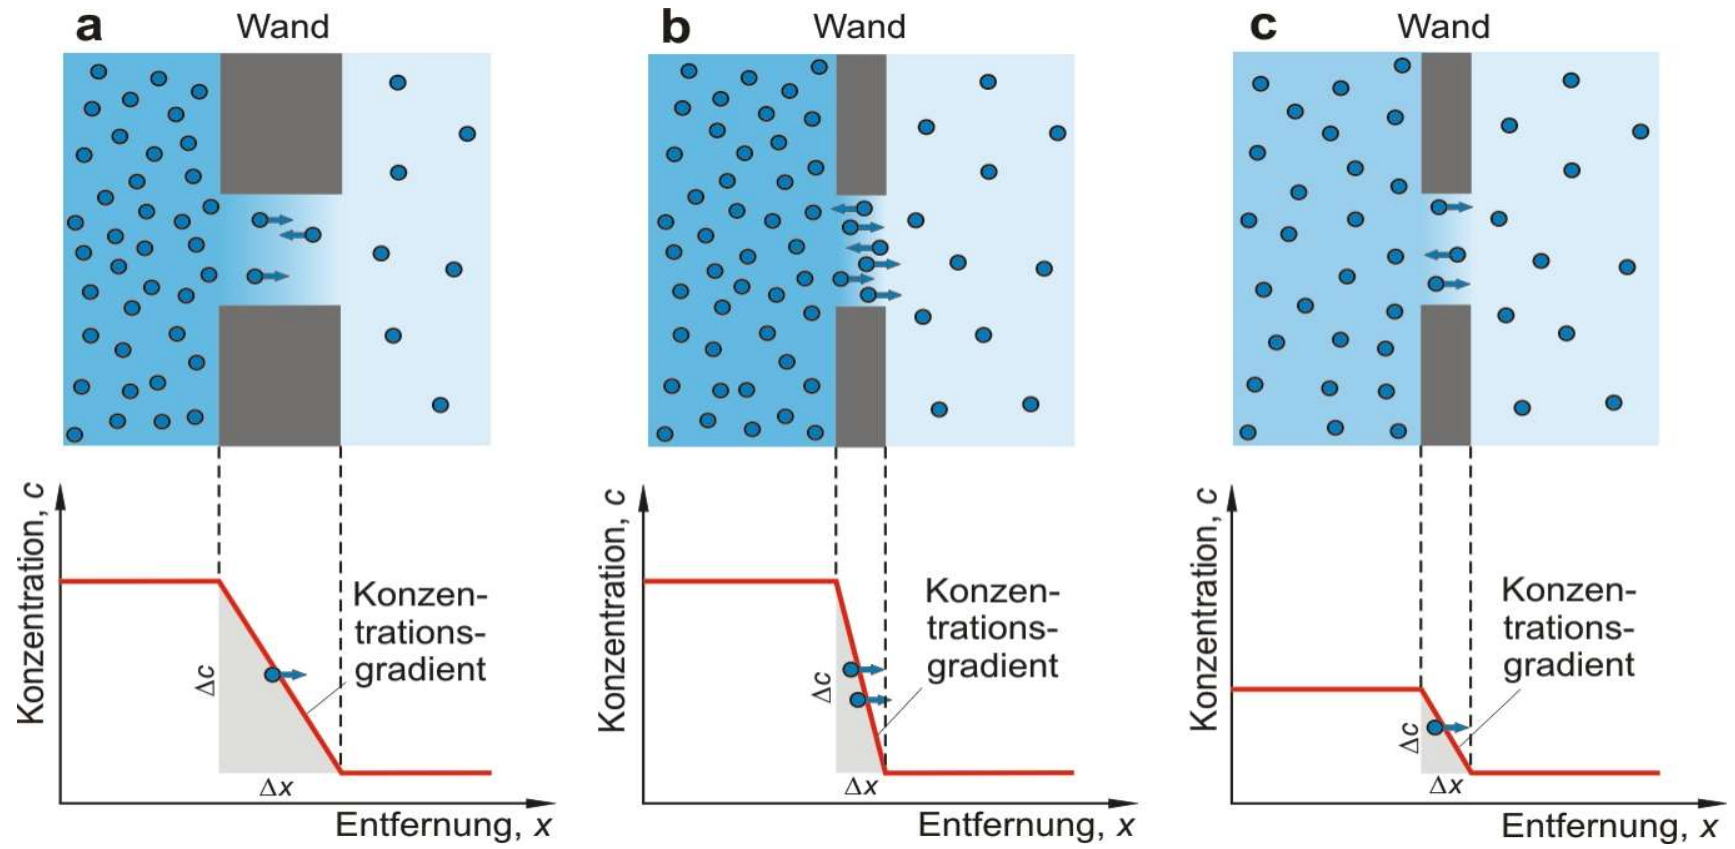 a
Wand
b
Wand
c
Wand
Konzentration, c
Δc
Δx
Konzen-
trations-
gradient
Entfernung, x
Konzentration, c
Δc
Δx
Konzen-
trations-
gradient
Entfernung, x
Konzentration, c
Δc
Δx
Konzen-
trations-
gradient
Entfernung, x